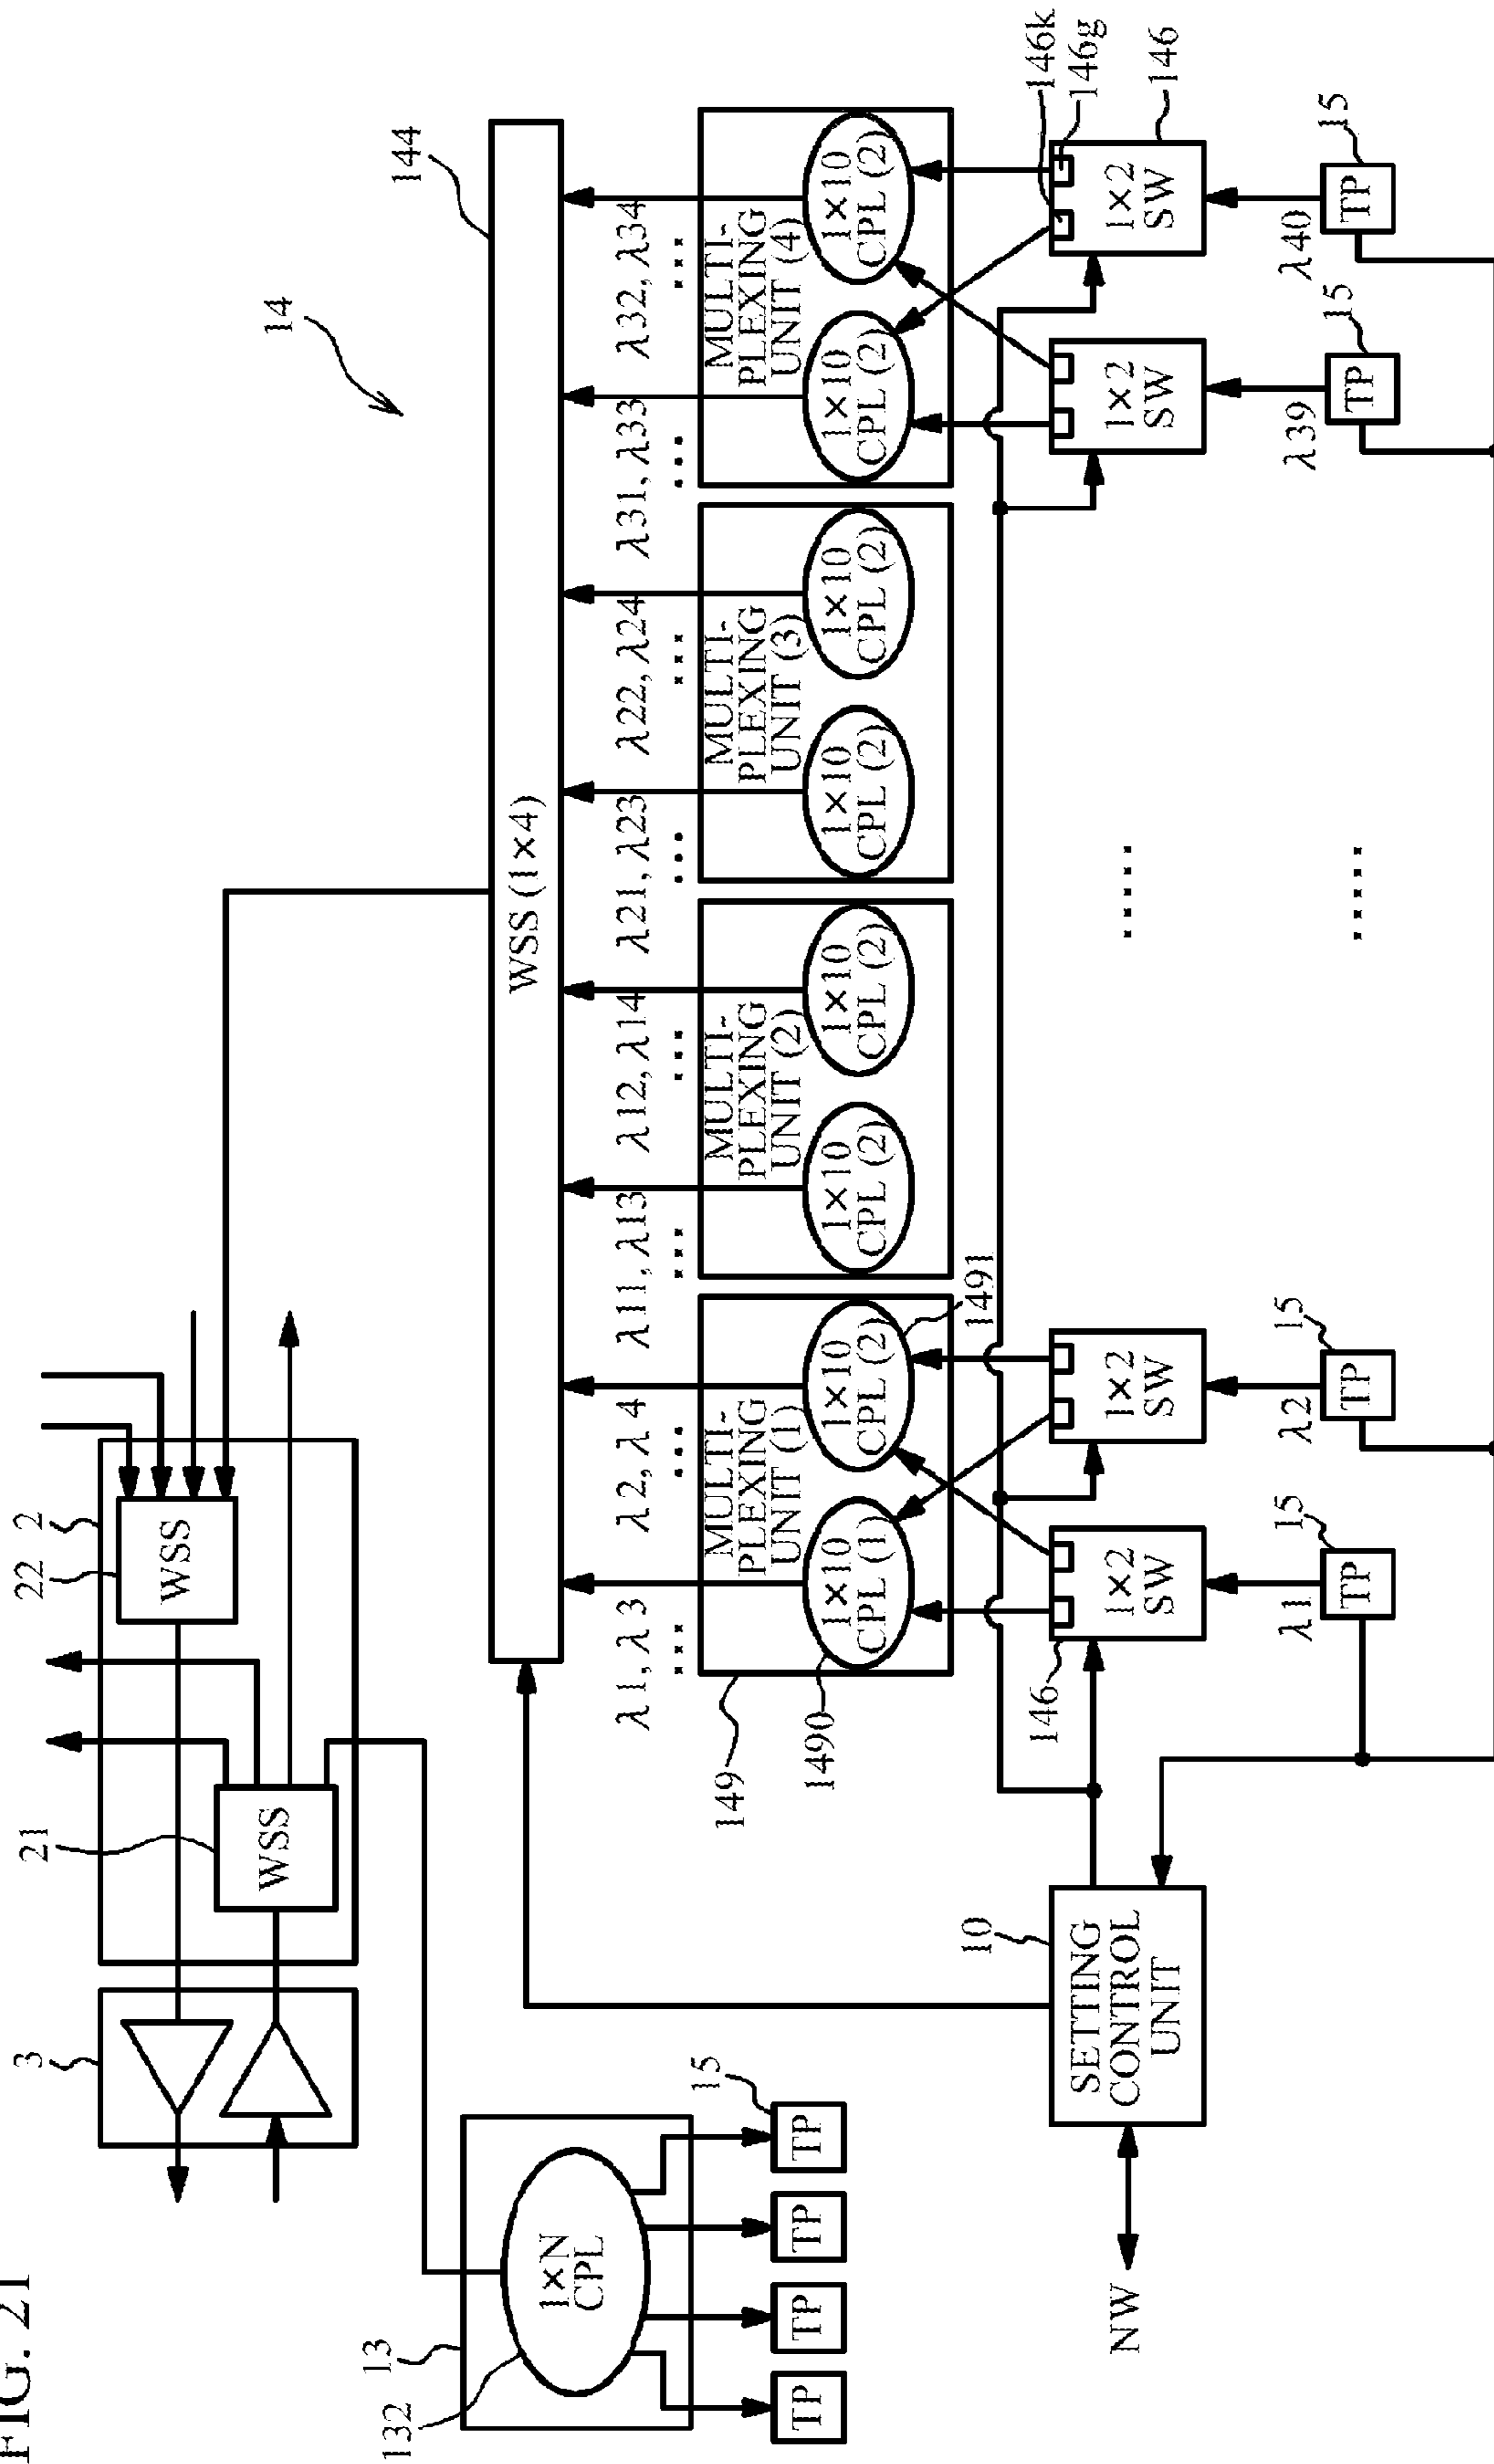 FIG. 21
3
21
22
2
WSS
WSS
14
144
WSS (1×4)
13
132
1×N
CPL
15
TP
TP
TP
TP
λ1, λ3
...
λ2, λ4
...
λ11, λ13
...
λ12, λ14
...
λ21, λ23
...
λ22, λ24
...
λ31, λ33
...
λ32, λ34
...
149
1490
1491
MULTI-
PLEXING
UNIT (1)
1×10
CPL (1)
1×10
CPL (2)
MULTI-
PLEXING
UNIT (2)
1×10
CPL (2)
1×10
CPL (2)
MULTI-
PLEXING
UNIT (3)
1×10
CPL (2)
1×10
CPL (2)
MULTI-
PLEXING
UNIT (4)
1×10
CPL (2)
1×10
CPL (2)
146k
146g
146
146
1×2
SW
1×2
SW
......
1×2
SW
1×2
SW
10
SETTING
CONTROL
UNIT
NW
λ1
15
TP
λ2
15
TP
.....
λ39
15
TP
λ40
15
TP